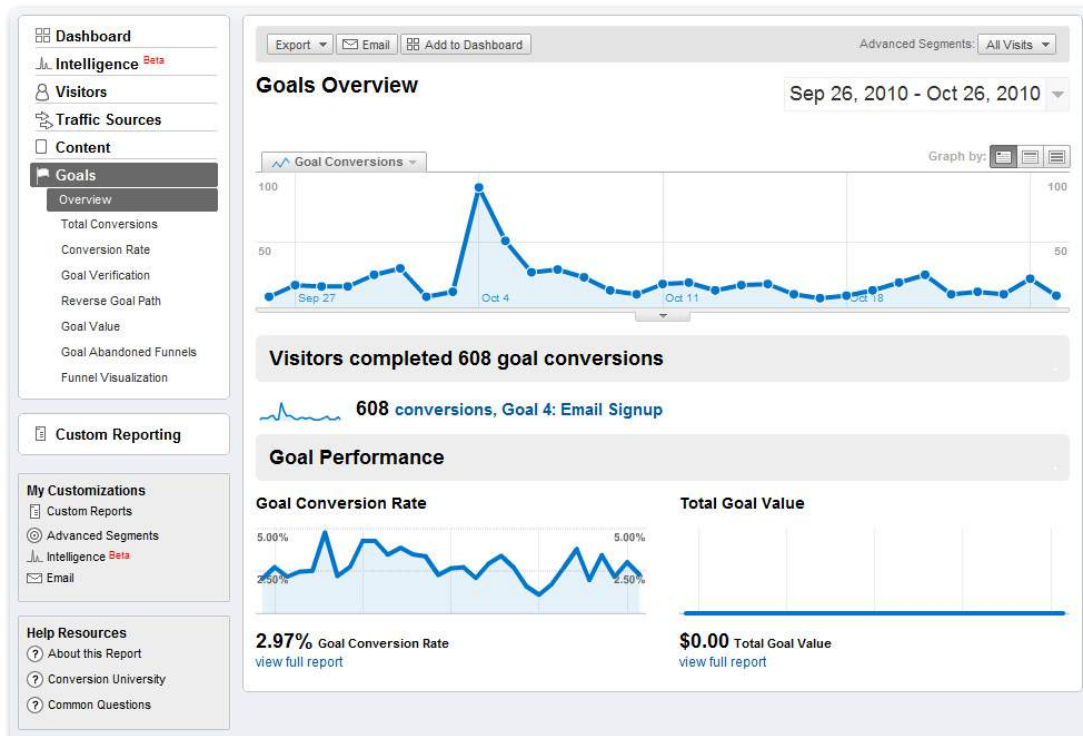 Dashboard
Intelligence Beta
Visitors
Traffic Sources
Content
Goals
Overview
Total Conversions
Conversion Rate
Goal Verification
Reverse Goal Path
Goal Value
Goal Abandoned Funnels
Funnel Visualization
Custom Reporting
My Customizations
Custom Reports
Advanced Segments
Intelligence Beta
Email
Help Resources
? About this Report
? Conversion University
? Common Questions
Export Email Add to Dashboard Advanced Segments: All Visits
Goals Overview
Sep 26, 2010 - Oct 26, 2010
Goal Conversions Graph by:
100 100
50 50
Sep 27 Oct 4 Oct 11 Oct 18
Visitors completed 608 goal conversions
608 conversions, Goal 4: Email Signup
Goal Performance
Goal Conversion Rate
5.00% 5.00%
2.50% 2.50%
2.97% Goal Conversion Rate
view full report
Total Goal Value
$0.00 Total Goal Value
view full report